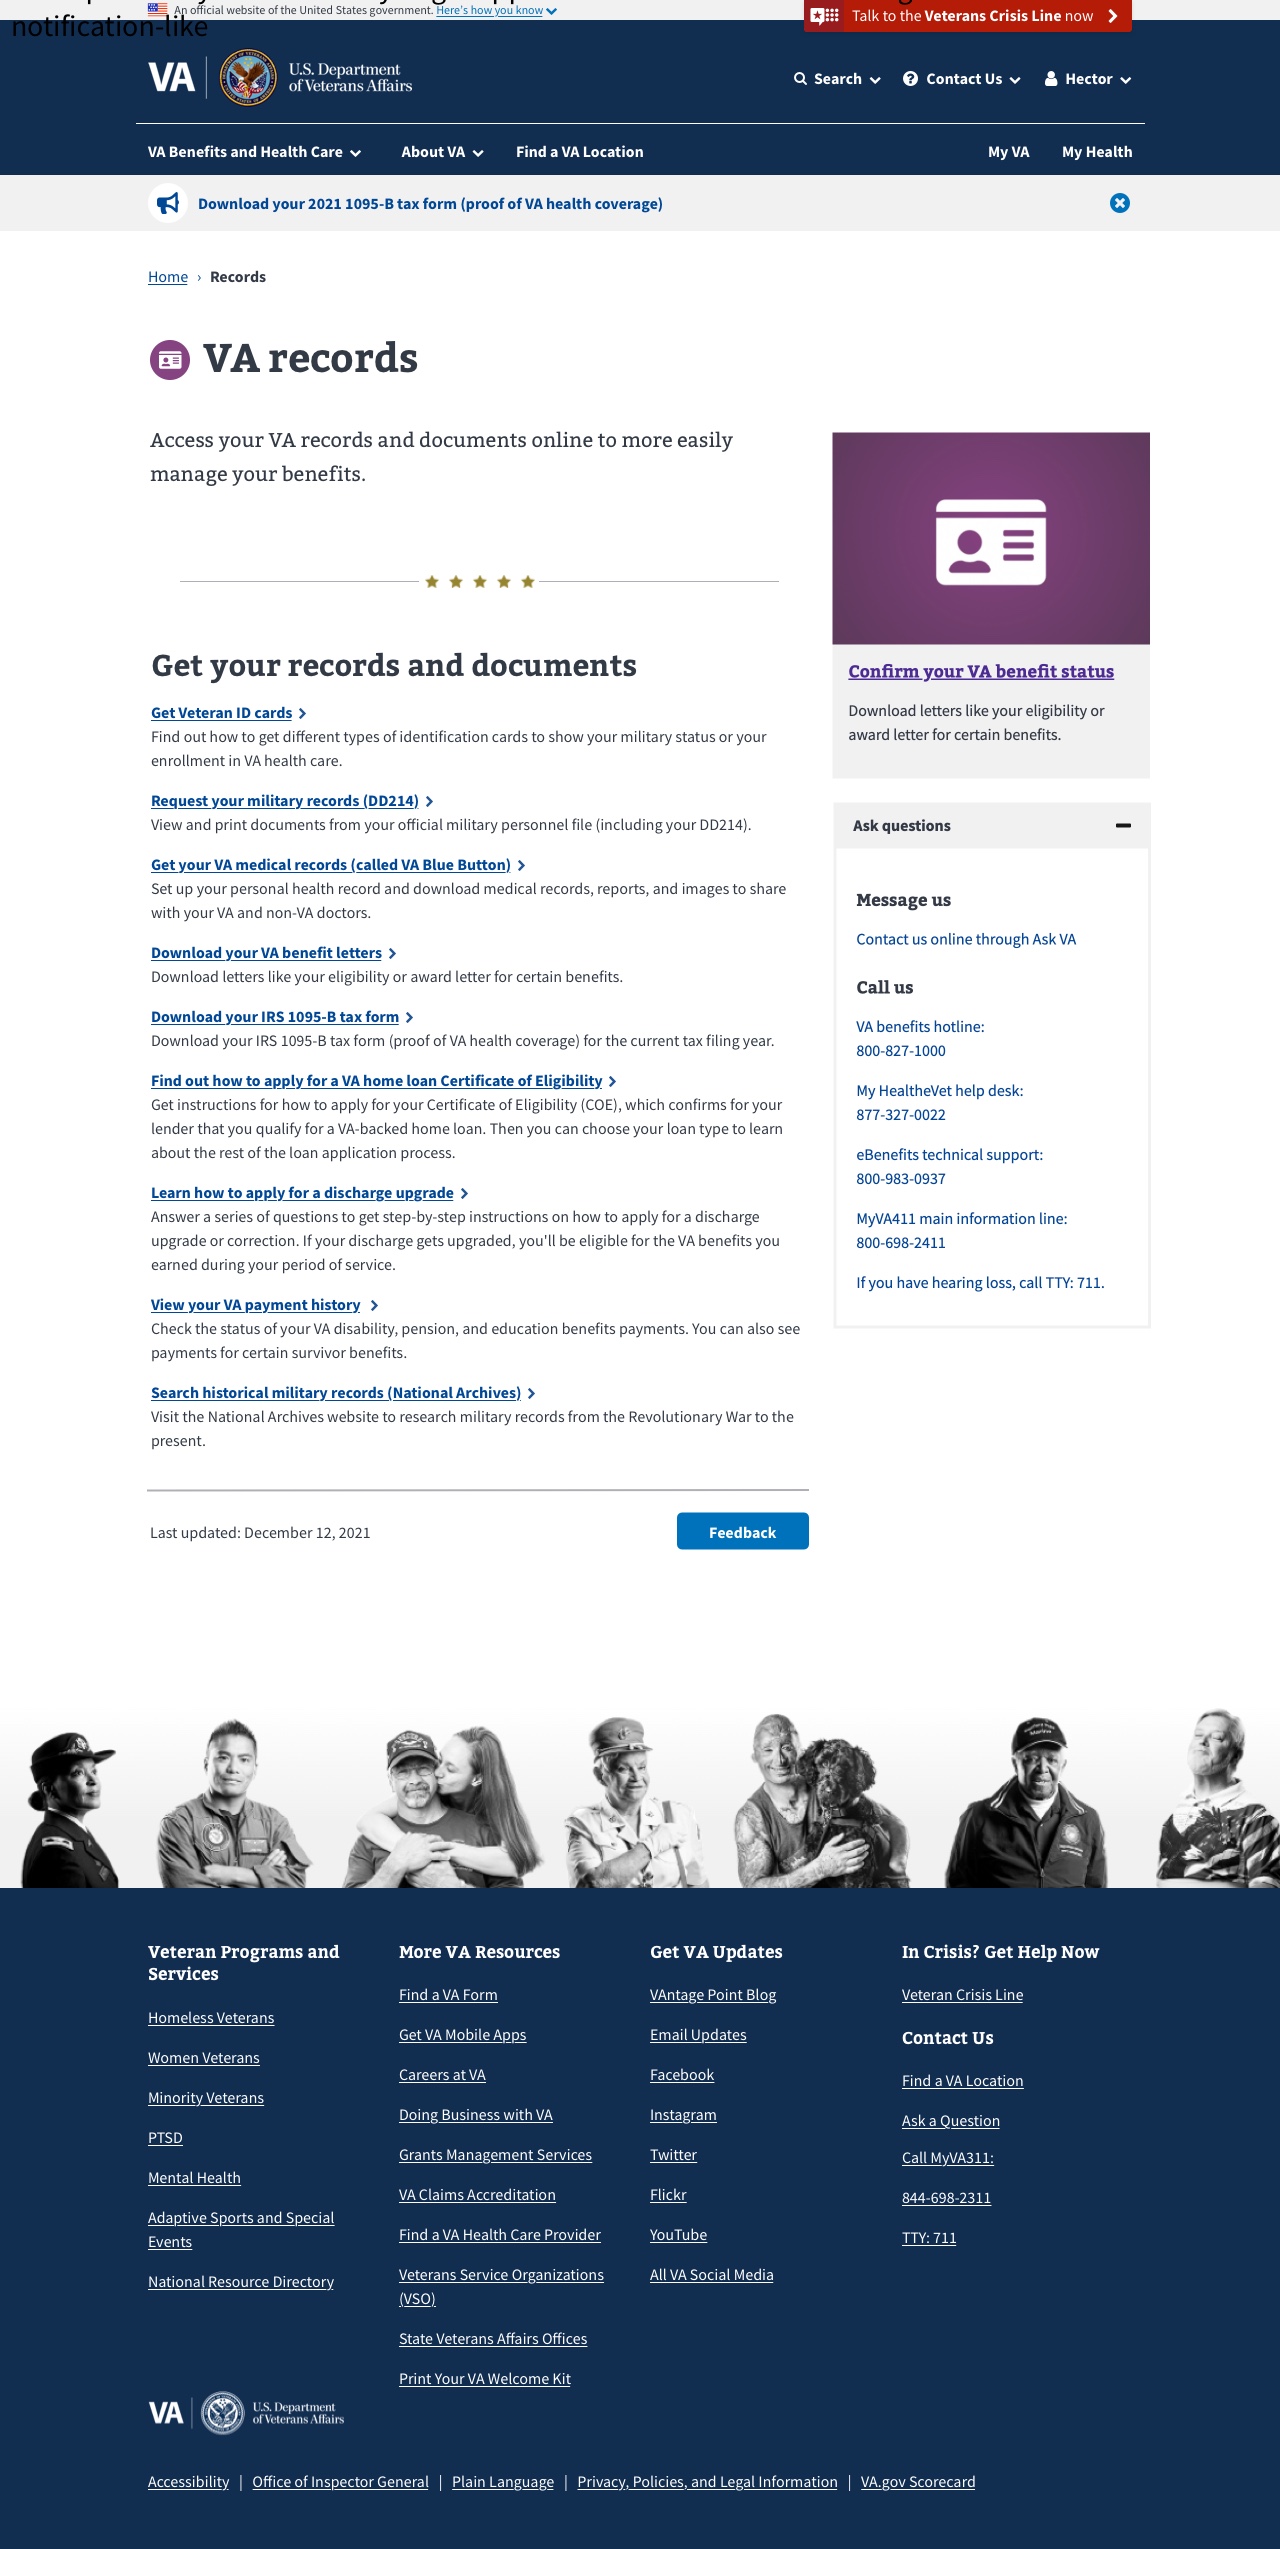 An official website of the United States government. Here's how you know
Talk to the Veterans Crisis Line now
notification-like
VA
U.S. Department
of Veterans Affairs
Search
Contact Us
Hector
VA Benefits and Health Care
About VA
Find a VA Location
My VA
My Health
Download your 2021 1095-B tax form (proof of VA health coverage)
Home › Records
VA records
Access your VA records and documents online to more easily
manage your benefits.
Get your records and documents
Get Veteran ID cards
Find out how to get different types of identification cards to show your military status or your
enrollment in VA health care.
Request your military records (DD214)
View and print documents from your official military personnel file (including your DD214).
Get your VA medical records (called VA Blue Button)
Set up your personal health record and download medical records, reports, and images to share
with your VA and non-VA doctors.
Download your VA benefit letters
Download letters like your eligibility or award letter for certain benefits.
Download your IRS 1095-B tax form
Download your IRS 1095-B tax form (proof of VA health coverage) for the current tax filing year.
Find out how to apply for a VA home loan Certificate of Eligibility
Get instructions for how to apply for your Certificate of Eligibility (COE), which confirms for your
lender that you qualify for a VA-backed home loan. Then you can choose your loan type to learn
about the rest of the loan application process.
Learn how to apply for a discharge upgrade
Answer a series of questions to get step-by-step instructions on how to apply for a discharge
upgrade or correction. If your discharge gets upgraded, you'll be eligible for the VA benefits you
earned during your period of service.
View your VA payment history
Check the status of your VA disability, pension, and education benefits payments. You can also see
payments for certain survivor benefits.
Search historical military records (National Archives)
Visit the National Archives website to research military records from the Revolutionary War to the
present.
Last updated: December 12, 2021
Feedback
Confirm your VA benefit status
Download letters like your eligibility or
award letter for certain benefits.
Ask questions
Message us
Contact us online through Ask VA
Call us
VA benefits hotline:
800-827-1000
My HealtheVet help desk:
877-327-0022
eBenefits technical support:
800-983-0937
MyVA411 main information line:
800-698-2411
If you have hearing loss, call TTY: 711.
Veteran Programs and
Services
Homeless Veterans
Women Veterans
Minority Veterans
PTSD
Mental Health
Adaptive Sports and Special
Events
National Resource Directory
More VA Resources
Find a VA Form
Get VA Mobile Apps
Careers at VA
Doing Business with VA
Grants Management Services
VA Claims Accreditation
Find a VA Health Care Provider
Veterans Service Organizations
(VSO)
State Veterans Affairs Offices
Print Your VA Welcome Kit
Get VA Updates
VAntage Point Blog
Email Updates
Facebook
Instagram
Twitter
Flickr
YouTube
All VA Social Media
In Crisis? Get Help Now
Veteran Crisis Line
Contact Us
Find a VA Location
Ask a Question
Call MyVA311:
844-698-2311
TTY: 711
VA
U.S. Department
of Veterans Affairs
Accessibility | Office of Inspector General | Plain Language | Privacy, Policies, and Legal Information | VA.gov Scorecard